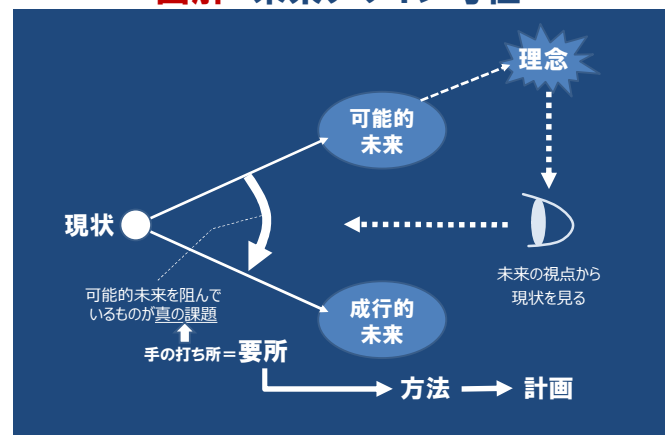 理念
可能的
未来
現状
未来の視点から
現状を見る
可能的未来を阻んで
いるものが真の課題
成行的
未来
手の打ち所=要所
方法
計画